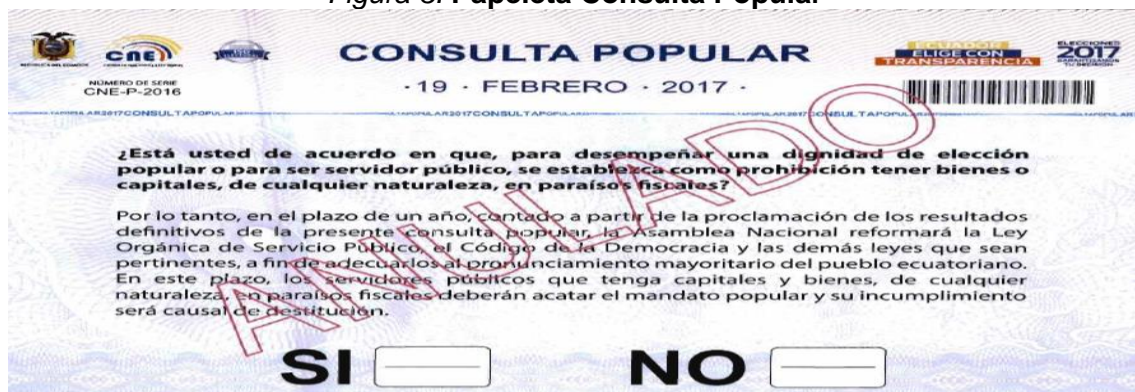 Figura 8. Papeleta Consulta Popular
cne
CONSULTA POPULAR
ECUADOR
ELIGE CON
TRANSPARENCIA
ELECCIONES
2017
NÚMERO DE SERIE
CNE-P-2016
· 19 · FEBRERO · 2017 ·
¿Está usted de acuerdo en que, para desempeñar una dignidad de elección
popular o para ser servidor público, se establezca como prohibición tener bienes o
capitales, de cualquier naturaleza, en paraísos fiscales?
Por lo tanto, en el plazo de un año, contado a partir de la proclamación de los resultados
definitivos de la presente consulta popular, la Asamblea Nacional reformará la Ley
Orgánica de Servicio Público, el Código de la Democracia y las demás leyes que sean
pertinentes, a fin de adecuarlos al pronunciamiento mayoritario del pueblo ecuatoriano.
En este plazo, los servidores públicos que tenga capitales y bienes, de cualquier
naturaleza, en paraísos fiscales deberán acatar el mandato popular y su incumplimiento
será causal de destitución.
ANULADO
SI NO